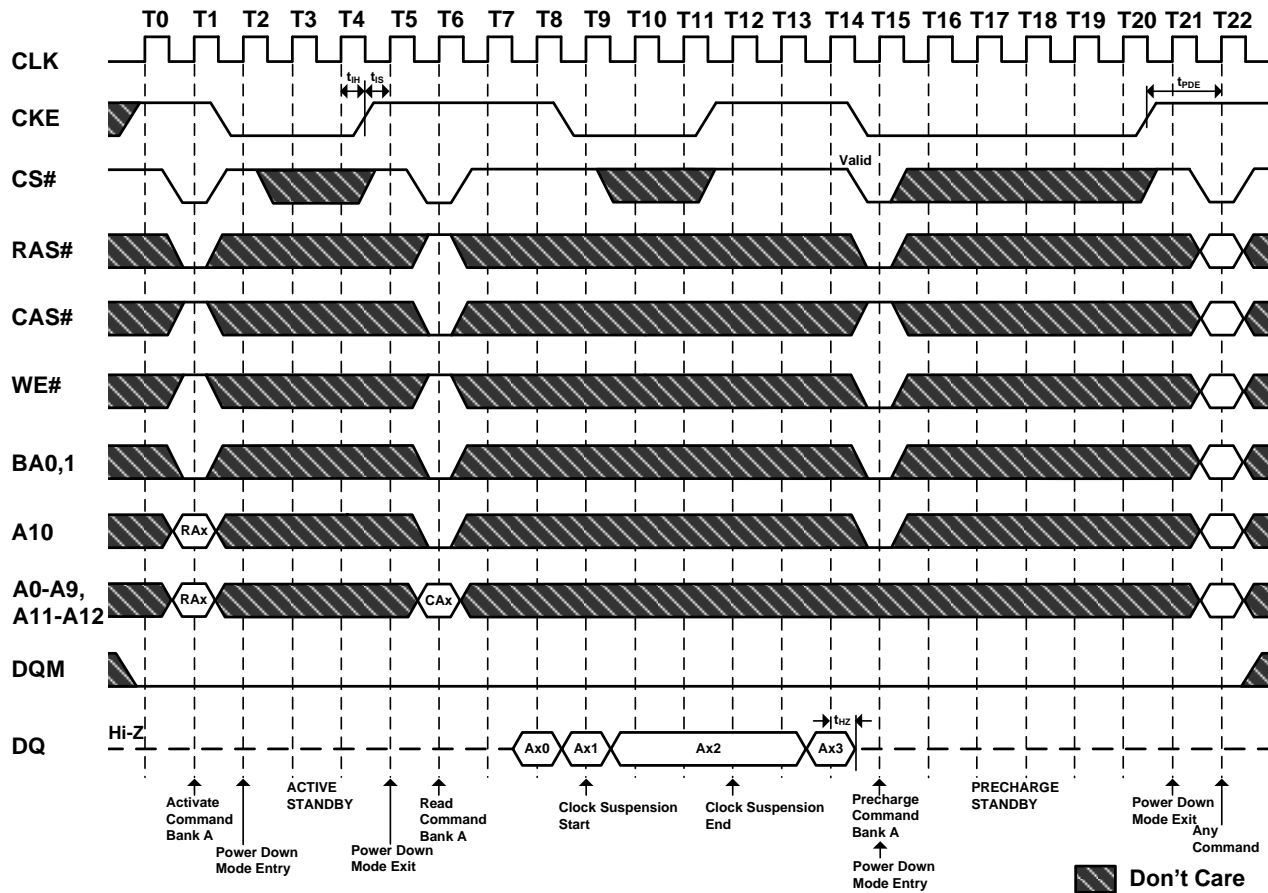 T0 T1 T2 T3 T4 T5 T6 T7 T8 T9 T10 T11 T12 T13 T14 T15 T16 T17 T18 T19 T20 T21 T22
CLK
tIH tIS tPDE
CKE
Valid
CS#
RAS#
CAS#
WE#
BA0,1
A10 RAx
A0-A9,
A11-A12 RAx CAx
DQM
Hi-Z tHZ
DQ Ax0 Ax1 Ax2 Ax3
Activate
Command
Bank A
Power Down
Mode Entry
ACTIVE
STANDBY
Power Down
Mode Exit
Read
Command
Bank A
Clock Suspension
Start
Clock Suspension
End
Precharge
Command
Bank A
Power Down
Mode Entry
PRECHARGE
STANDBY
Power Down
Mode Exit
Any
Command
Don't Care